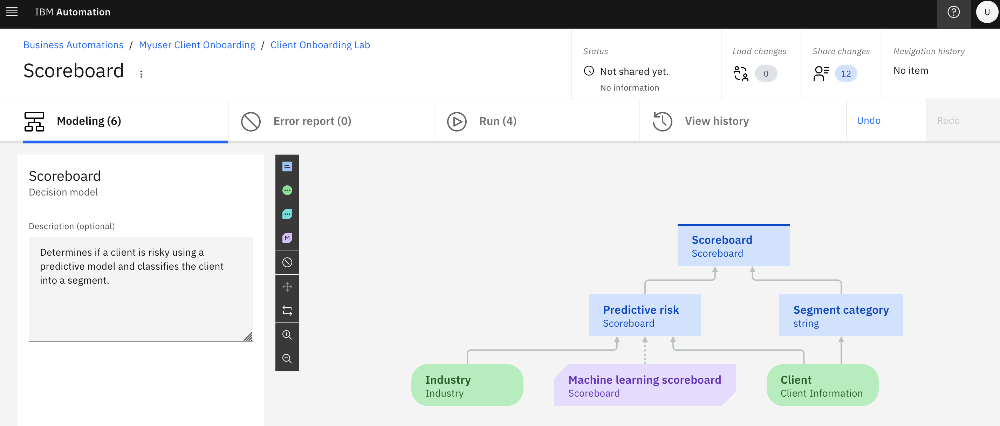 IBM Automation
U
Business Automations / Myuser Client Onboarding / Client Onboarding Lab
Scoreboard
Status
Not shared yet.
No information
Load changes
0
Share changes
12
Navigation history
No item
Modeling (6)
Error report (0)
Run (4)
View history
Undo
Redo
Scoreboard
Decision model
Description (optional)
Determines if a client is risky using a
predictive model and classifies the client
into a segment.
M
Scoreboard
Scoreboard
Predictive risk
Scoreboard
Segment category
string
Industry
Industry
Machine learning scoreboard
Scoreboard
Client
Client Information